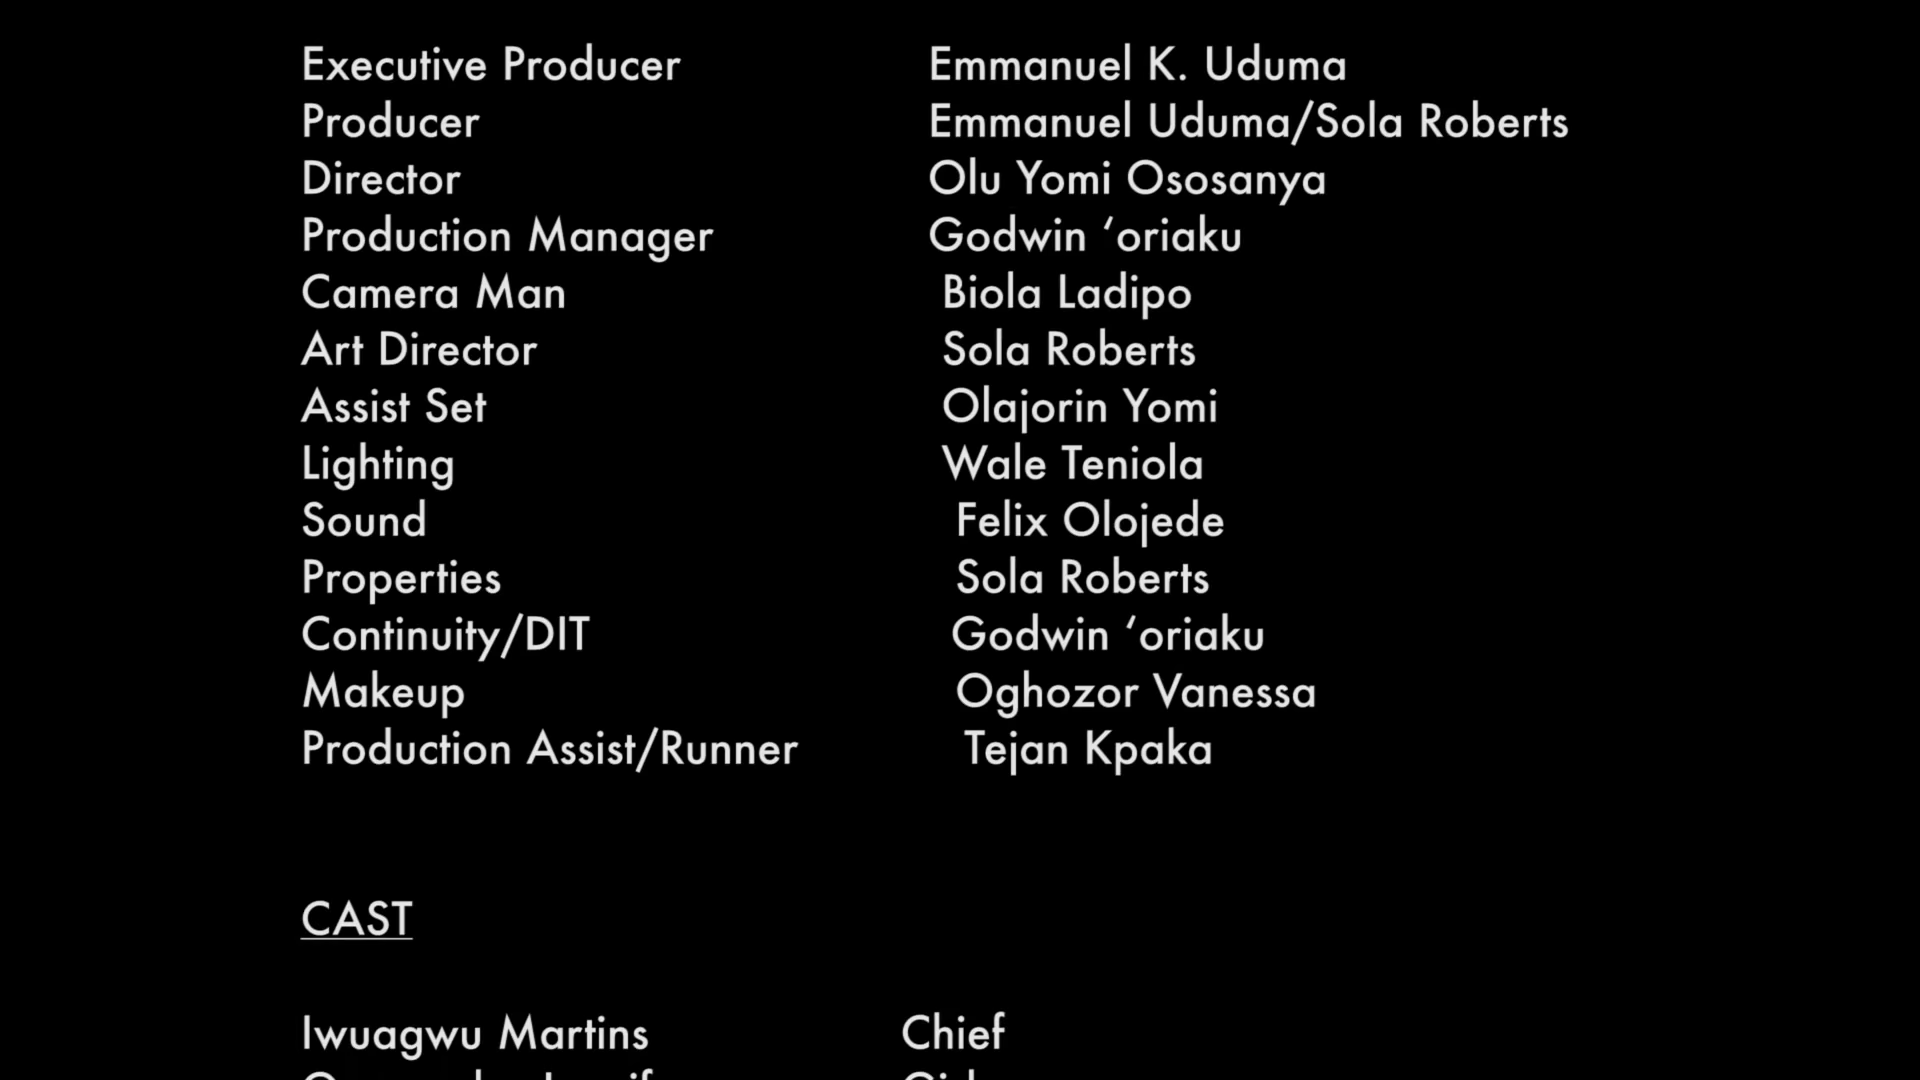 Executive Producer Emmanuel K. Uduma
Producer Emmanuel Uduma/Sola Roberts
Director Olu Yomi Ososanya
Production Manager Godwin ‘oriaku
Camera Man Biola Ladipo
Art Director Sola Roberts
Assist Set Olajorin Yomi
Lighting Wale Teniola
Sound Felix Olojede
Properties Sola Roberts
Continuity/DIT Godwin ‘oriaku
Makeup Oghozor Vanessa
Production Assist/Runner Tejan Kpaka
CAST
Iwuagwu Martins Chief